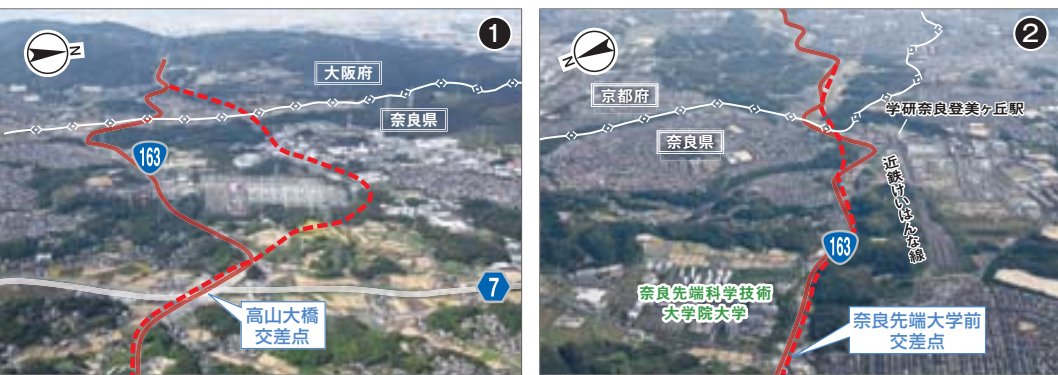 1
N
大阪府
奈良県
163
7
高山大橋
交差点
2
N
京都府
奈良県
学研奈良登美ヶ丘駅
近鉄けいはんな線
163
奈良先端科学技術
大学院大学
奈良先端大学前
交差点